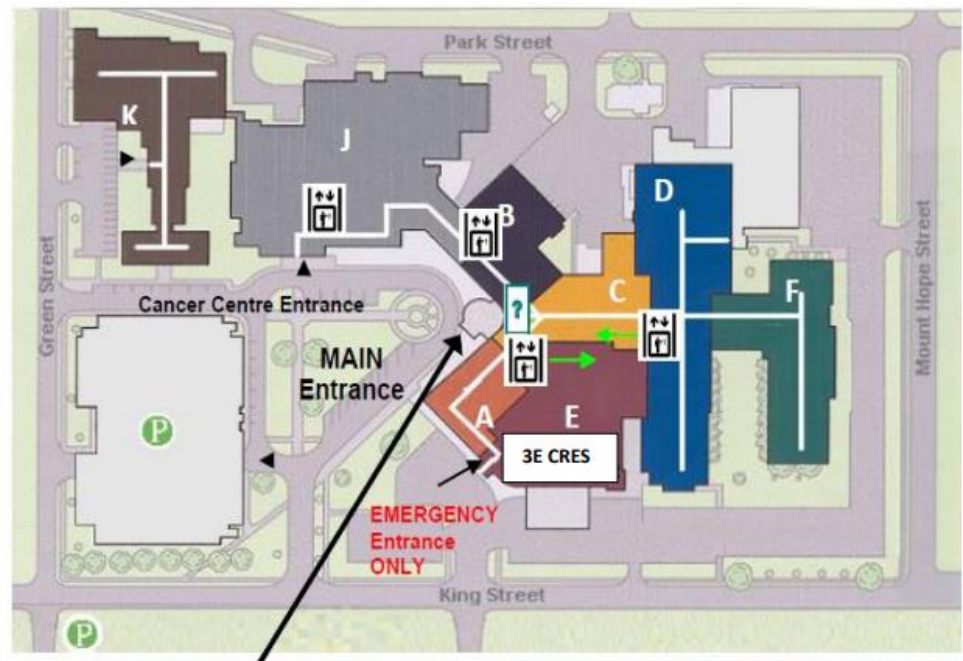 Park Street
K
J
B
D
C
F
?
Green Street
Mount Hope Street
Cancer Centre Entrance
MAIN
Entrance
A
E
3E CRES
P
EMERGENCY
Entrance
ONLY
King Street
P